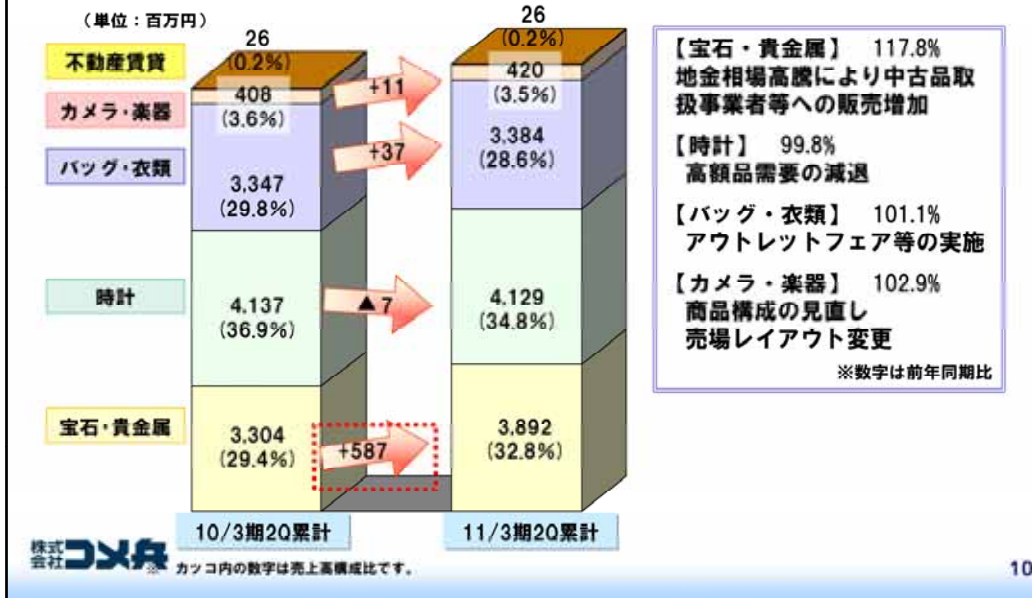 （単位：百万円）
不動産賃貸
カメラ・楽器
バッグ・衣類
時計
宝石・貴金属
26
(0.2%)
408
(3.6%)
3,347
(29.8%)
4,137
(36.9%)
3,304
(29.4%)
10/3期2Q累計
+11
+37
▲7
+587
26
(0.2%)
420
(3.5%)
3,384
(28.6%)
4,129
(34.8%)
3,892
(32.8%)
11/3期2Q累計
【宝石・貴金属】 117.8%
地金相場高騰により中古品取
扱事業者等への販売増加
【時計】 99.8%
高額品需要の減退
【バッグ・衣類】 101.1%
アウトレットフェア等の実施
【カメラ・楽器】 102.9%
商品構成の見直し
売場レイアウト変更
※数字は前年同期比
株式会社コメ兵
※ カッコ内の数字は売上高構成比です。
10